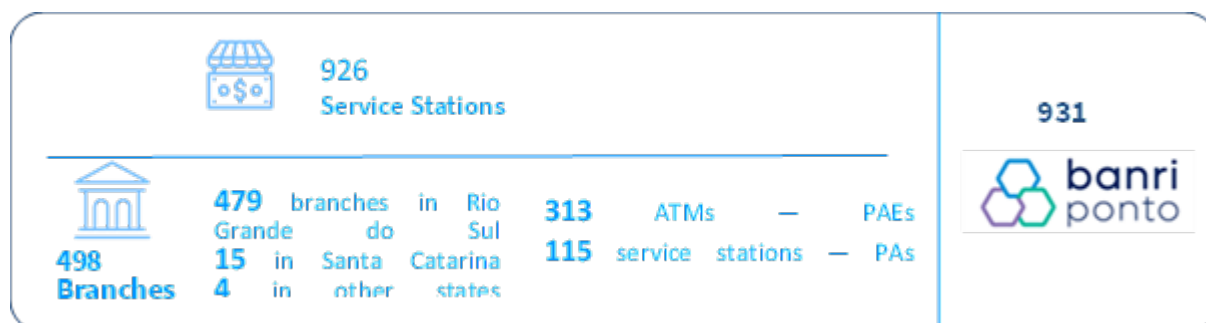 926
Service Stations
498
Branches
479 branches in Rio
Grande do Sul
15 in Santa Catarina
4 in other states
313 ATMs — PAEs
115 service stations — PAs
931
banri
ponto